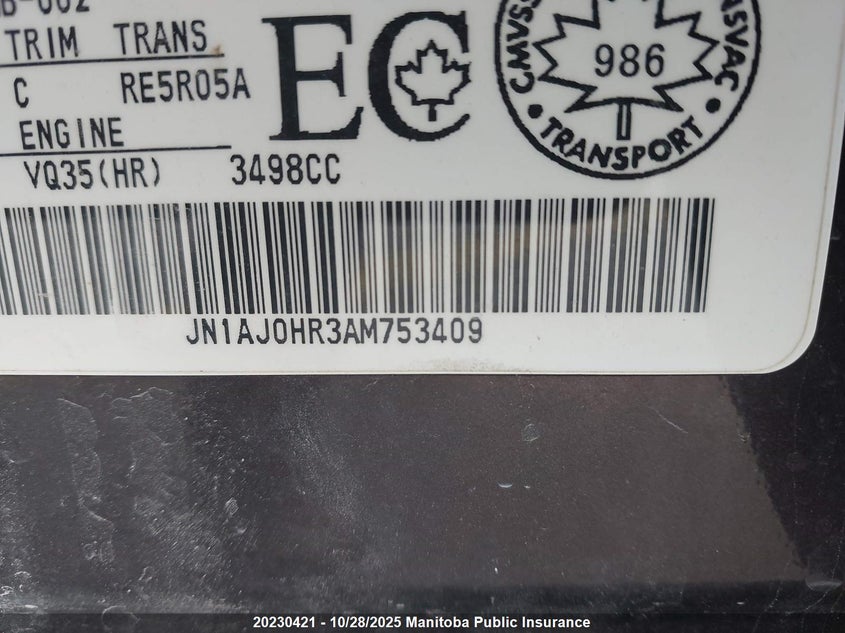 TRIM TRANS
C RE5R05A
ENGINE
VQ35(HR) 3498CC
EC
CMVSS NSVAC
986
TRANSPORT
JN1AJ0HR3AM753409
20230421 - 10/28/2025 Manitoba Public Insurance